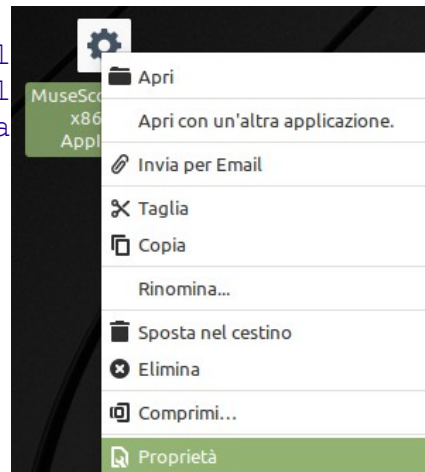 Apri
Apri con un'altra applicazione.
Invia per Email
Taglia
Copia
Rinomina...
Sposta nel cestino
Elimina
Comprimi...
Proprietà